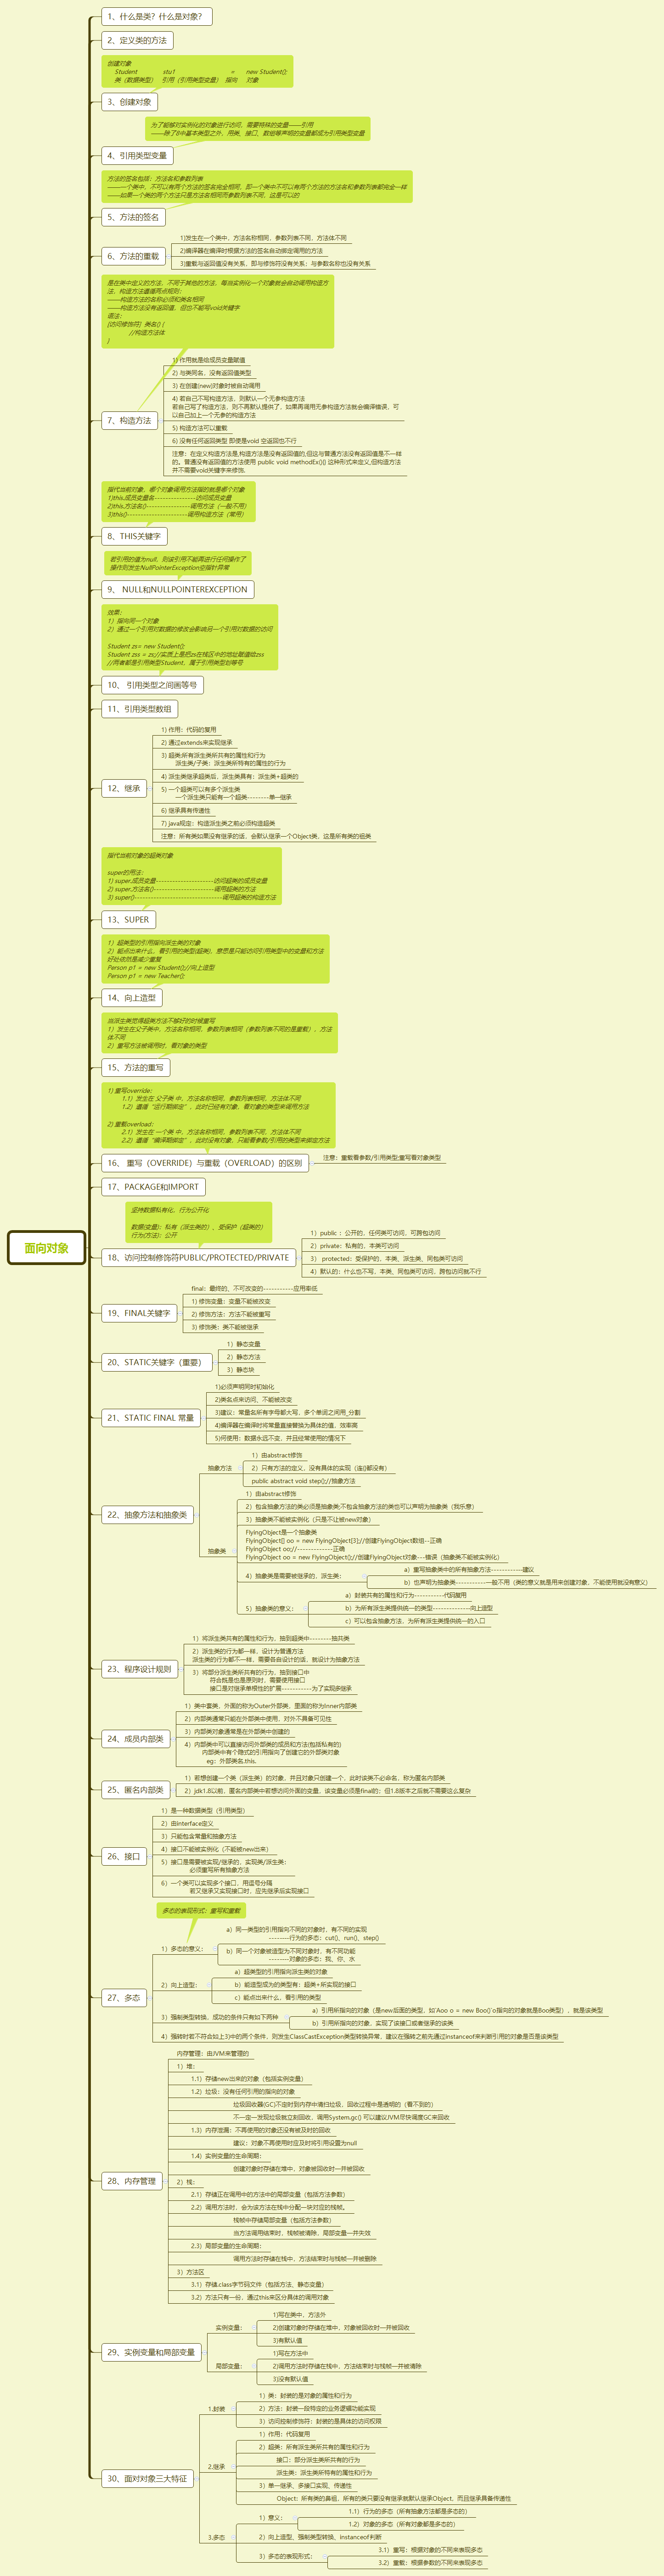 面向对象
1、什么是类？什么是对象？
2、定义类的方法
创建对象
Student stu1 = new Student();
类（数据类型） 引用（引用类型变量） 指向 对象
3、创建对象
为了能够对实例化的对象进行访问，需要特殊的变量——引用
——除了8中基本类型之外，用类、接口、数组等声明的变量都成为引用类型变量
4、引用类型变量
方法的签名包括：方法名和参数列表
——一个类中，不可以有两个方法的签名完全相同，即一个类中不可以有两个方法的方法名和参数列表都完全一样
——如果一个类的两个方法只是方法名相同而参数列表不同，这是可以的
5、方法的签名
6、方法的重载
1)发生在一个类中，方法名称相同，参数列表不同，方法体不同
2)编译器在编译时根据方法的签名自动绑定调用的方法
3)重载与返回值没有关系，即与修饰符没有关系；与参数名称也没有关系
是在类中定义的方法，不同于其他的方法，每当实例化一个对象就会自动调用构造方
法，构造方法遵循两点规则：
——构造方法的名称必须和类名相同
——构造方法没有返回值，但也不能写void关键字
语法：
[访问修饰符] 类名() {
//构造方法体
}
7、构造方法
1) 作用就是给成员变量赋值
2) 与类同名，没有返回值类型
3) 在创建(new)对象时被自动调用
4) 若自己不写构造方法，则默认一个无参构造方法
若自己写了构造方法，则不再默认提供了，如果再调用无参构造方法就会编译错误，可
以自己加上一个无参的构造方法
5) 构造方法可以重载
6) 没有任何返回类型 即使是void 空返回也不行
注意：在定义构造方法是,构造方法是没有返回值的,但这与普通方法没有返回值是不一样
的。普通没有返回值的方法使用 public void methodEx(){} 这种形式来定义,但构造方法
并不需要void关键字来修饰.
指代当前对象，哪个对象调用方法指的就是哪个对象
1)this.成员变量名---------------访问成员变量
2)this.方法名()----------------调用方法（一般不用）
3)this()----------------------调用构造方法（常用）
8、THIS关键字
若引用的值为null，则该引用不能再进行任何操作了
操作则发生NullPointerException空指针异常
9、 NULL和NULLPOINTEREXCEPTION
效果：
1）指向同一个对象
2）通过一个引用对数据的修改会影响另一个引用对数据的访问
Student zs= new Student();
Student zss = zs;//实质上是把zs在栈区中的地址赋值给zss
//两者都是引用类型Student，属于引用类型划等号
10、 引用类型之间画等号
11、引用类型数组
12、继承
1) 作用：代码的复用
2) 通过extends来实现继承
3) 超类:所有派生类所共有的属性和行为
派生类/子类：派生类所特有的属性的行为
4) 派生类继承超类后，派生类具有：派生类+超类的
5) 一个超类可以有多个派生类
一个派生类只能有一个超类--------单一继承
6) 继承具有传递性
7) java规定：构造派生类之前必须构造超类
注意：所有类如果没有继承的话，会默认继承一个Object类，这是所有类的祖类
指代当前对象的超类对象
super的用法：
1) super.成员变量---------------------访问超类的成员变量
2) super.方法名()----------------------调用超类的方法
3) super()--------------------------------调用超类的构造方法
13、SUPER
1）超类型的引用指向派生类的对象
2）能点出来什么，看引用的类型(超类)，意思是只能访问引用类型中的变量和方法
好处依然是减少重复
Person p1 = new Student();//向上造型
Person p1 = new Teacher();
14、向上造型
当派生类觉得超类方法不够好的时候重写
1）发生在父子类中，方法名称相同，参数列表相同（参数列表不同的是重载），方法
体不同
2）重写方法被调用时，看对象的类型
15、方法的重写
1) 重写override：
1.1）发生在 父子类 中，方法名称相同，参数列表相同，方法体不同
1.2）遵循“运行期绑定”，此时已经有对象，看对象的类型来调用方法
2) 重载overload：
2.1）发生在 一个类 中，方法名称相同，参数列表不同，方法体不同
2.2）遵循“编译期绑定”，此时没有对象，只能看参数/引用的类型来绑定方法
16、 重写（OVERRIDE）与重载（OVERLOAD）的区别
注意：重载看参数/引用类型;重写看对象类型
17、PACKAGE和IMPORT
坚持数据私有化，行为公开化
数据(变量)：私有（派生类的）、受保护（超类的）
行为(方法)：公开
18、访问控制修饰符PUBLIC/PROTECTED/PRIVATE
1）public ：公开的，任何类可访问，可跨包访问
2）private：私有的，本类可访问
3） protected：受保护的，本类、派生类、同包类可访问
4）默认的：什么也不写，本类、同包类可访问，跨包访问就不行
19、FINAL关键字
final：最终的、不可改变的-----------应用率低
1) 修饰变量：变量不能被改变
2) 修饰方法：方法不能被重写
3) 修饰类：类不能被继承
20、STATIC关键字（重要）
1）静态变量
2）静态方法
3）静态块
21、STATIC FINAL 常量
1)必须声明同时初始化
2)类名点来访问、不能被改变
3)建议：常量名所有字母都大写，多个单词之间用_分割
4)编译器在编译时将常量直接替换为具体的值，效率高
5)何使用：数据永远不变，并且经常使用的情况下
22、抽象方法和抽象类
抽象方法
1）由abstract修饰
2）只有方法的定义，没有具体的实现（连{}都没有）
public abstract void step();//抽象方法
抽象类
1）由abstract修饰
2）包含抽象方法的类必须是抽象类;不包含抽象方法的类也可以声明为抽象类（我乐意）
3）抽象类不能被实例化（只是不让被new对象）
FlyingObject是一个抽象类
FlyingObject[] oo = new FlyingObject[3];//创建FlyingObject数组--正确
FlyingObject oo;//-------------正确
FlyingObject oo = new FlyingObject();//创建FlyingObject对象---错误（抽象类不能被实例化）
4）抽象类是需要被继承的，派生类：
a）重写抽象类中的所有抽象方法------------建议
b）也声明为抽象类-----------一般不用（类的意义就是用来创建对象，不能使用就没有意义）
5）抽象类的意义：
a）封装共有的属性和行为-----------代码复用
b）为所有派生类提供统一的类型--------------向上造型
c）可以包含抽象方法，为所有派生类提供统一的入口
23、程序设计规则
1）将派生类共有的属性和行为，抽到超类中--------抽共类
2）派生类的行为都一样，设计为普通方法
派生类的行为都不一样，需要各自设计的话，就设计为抽象方法
3）将部分派生类所共有的行为，抽到接口中
符合既是也是原则时，需要使用接口
接口是对继承单根性的扩展-----------为了实现多继承
24、成员内部类
1）类中套类，外面的称为Outer外部类，里面的称为Inner内部类
2）内部类通常只能在外部类中使用，对外不具备可见性
3）内部类对象通常是在外部类中创建的
4）内部类中可以直接访问外部类的成员和方法(包括私有的)
内部类中有个隐式的引用指向了创建它的外部类对象
eg：外部类名.this.
25、匿名内部类
1）若想创建一个类（派生类）的对象，并且对象只创建一个，此时该类不必命名，称为匿名内部类
2）jdk1.8以前，匿名内部类中若想访问外面的变量，该变量必须是final的；但1.8版本之后就不需要这么复杂
26、接口
1）是一种数据类型（引用类型）
2）由interface定义
3）只能包含常量和抽象方法
4）接口不能被实例化（不能被new出来）
5）接口是需要被实现/继承的，实现类/派生类：
必须重写所有抽象方法
6）一个类可以实现多个接口，用逗号分隔
若又继承又实现接口时，应先继承后实现接口
多态的表现形式：重写和重载
27、多态
1）多态的意义：
a）同一类型的引用指向不同的对象时，有不同的实现
--------行为的多态：cut()、run()、step()
b）同一个对象被造型为不同对象时，有不同功能
--------对象的多态：我、你、水
2）向上造型：
a）超类型的引用指向派生类的对象
b）能造型成为的类型有：超类+所实现的接口
c）能点出来什么，看引用的类型
3）强制类型转换，成功的条件只有如下两种
a）引用所指向的对象（是new后面的类型，如'Aoo o = new Boo()'o指向的对象就是Boo类型），就是该类型
b）引用所指向的对象，实现了该接口或者继承的该类
4）强转时若不符合如上3)中的两个条件，则发生ClassCastException类型转换异常，建议在强转之前先通过instanceof来判断引用的对象是否是该类型
28、内存管理
内存管理：由JVM来管理的
1）堆：
1.1）存储new出来的对象（包括实例变量）
1.2）垃圾：没有任何引用的指向的对象
垃圾回收器(GC)不定时到内存中清扫垃圾，回收过程中是透明的（看不到的）
不一定一发现垃圾就立刻回收，调用System.gc() 可以建议JVM尽快调度GC来回收
1.3）内存泄漏：不再使用的对象还没有被及时的回收
建议：对象不再使用时应及时将引用设置为null
1.4）实例变量的生命周期：
创建对象时存储在堆中，对象被回收时一并被回收
2）栈：
2.1）存储正在调用中的方法中的局部变量（包括方法参数）
2.2）调用方法时，会为该方法在栈中分配一块对应的栈帧，
栈帧中存储局部变量（包括方法参数）
当方法调用结束时，栈帧被清除，局部变量一并失效
2.3）局部变量的生命周期：
调用方法时存储在栈中，方法结束时与栈帧一并被删除
3）方法区
3.1）存储.class字节码文件（包括方法、静态变量）
3.2）方法只有一份，通过this来区分具体的调用对象
29、实例变量和局部变量
实例变量：
1)写在类中，方法外
2)创建对象时存储在堆中，对象被回收时一并被回收
3)有默认值
局部变量：
1)写在方法中
2)调用方法时存储在栈中，方法结束时与栈帧一并被清除
3)没有默认值
30、面对对象三大特征
1.封装
1）类：封装的是对象的属性和行为
2）方法：封装一段特定的业务逻辑功能实现
3）访问控制修饰符：封装的是具体的访问权限
2.继承
1）作用：代码复用
2）超类：所有派生类所共有的属性和行为
接口：部分派生类所共有的行为
派生类：派生类所特有的属性和行为
3）单一继承、多接口实现、传递性
Object：所有类的鼻祖，所有的类只要没有继承就默认继承Object，而且继承具备传递性
3.多态
1）意义：
1.1）行为的多态（所有抽象方法都是多态的）
1.2）对象的多态（所有对象都是多态的）
2）向上造型、强制类型转换、instanceof判断
3）多态的表现形式：
3.1）重写：根据对象的不同来表现多态
3.2）重载：根据参数的不同来表现多态